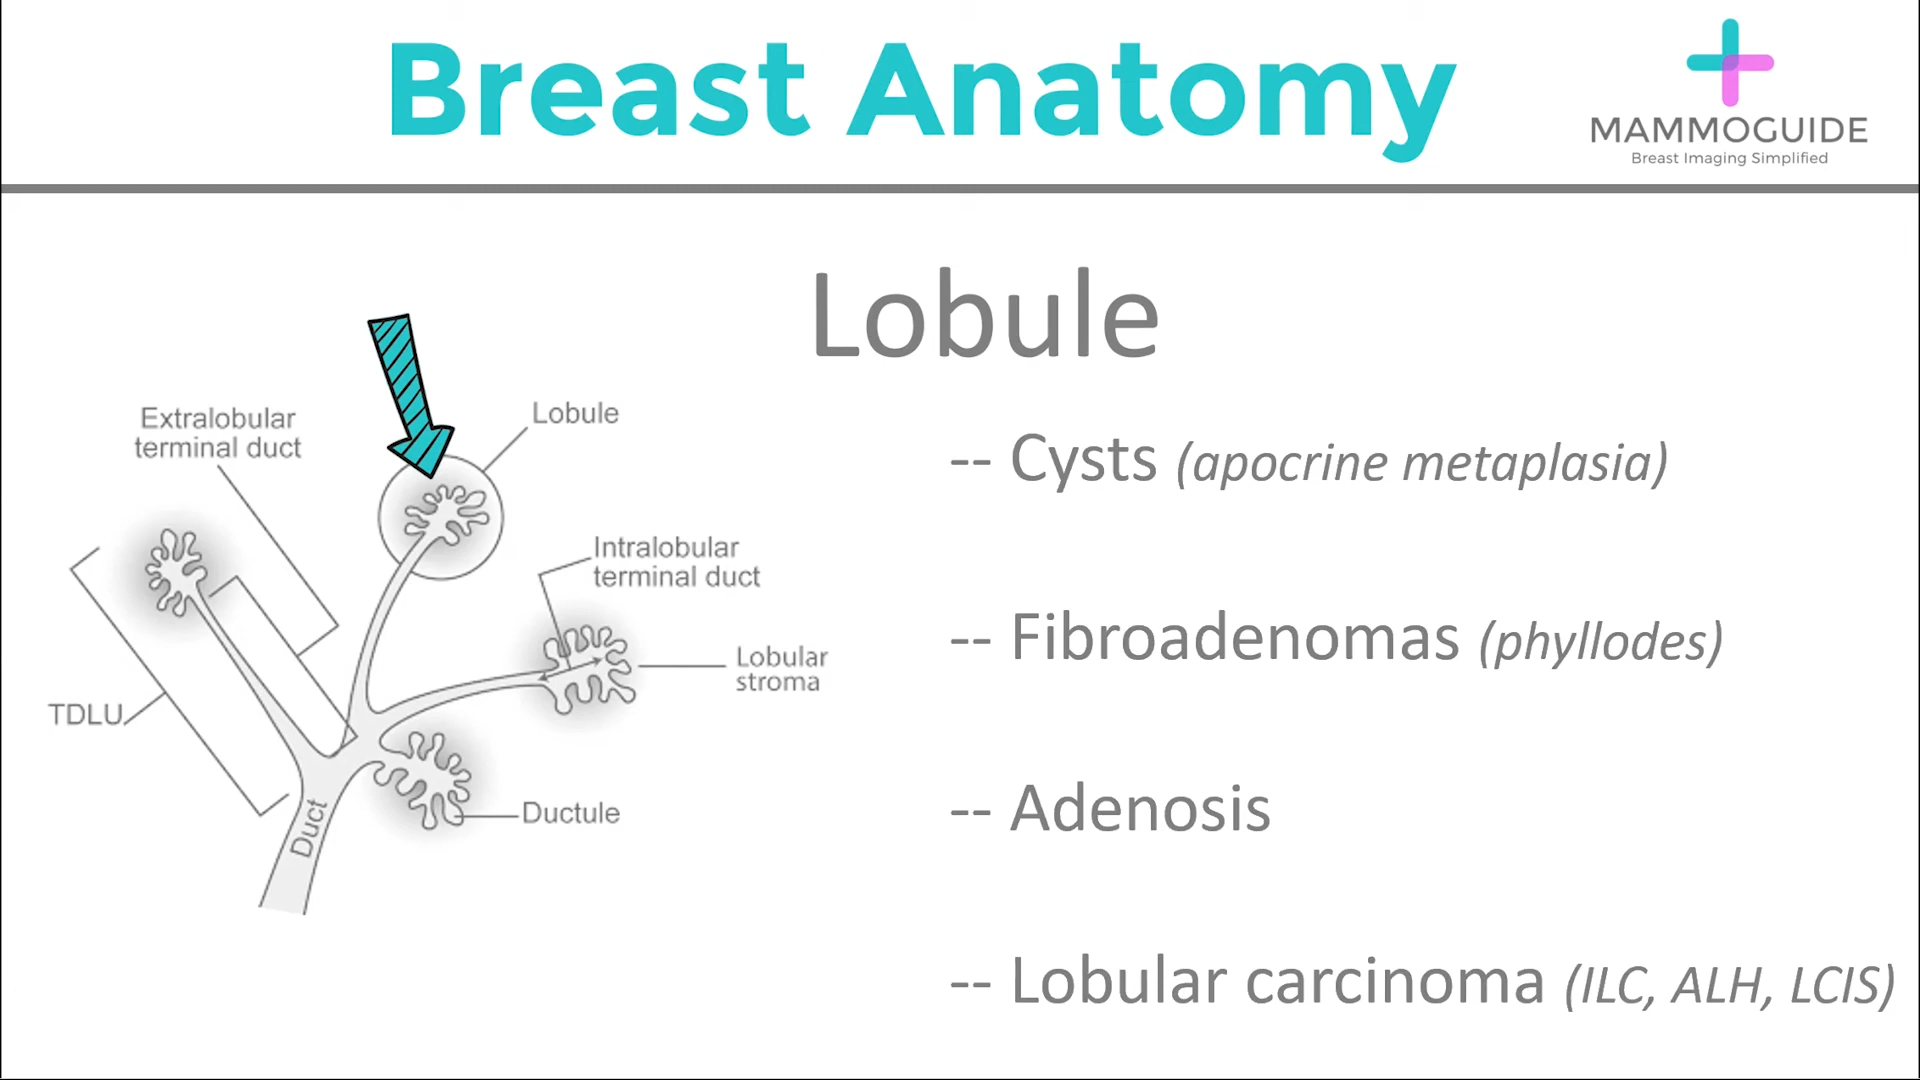 Breast Anatomy
MAMMOGUIDE
Breast Imaging Simplified
Lobule
Extralobular
terminal duct
Lobule
Intralobular
terminal duct
Lobular
stroma
TDLU
Ductule
Duct
-- Cysts (apocrine metaplasia)
-- Fibroadenomas (phyllodes)
-- Adenosis
-- Lobular carcinoma (ILC, ALH, LCIS)